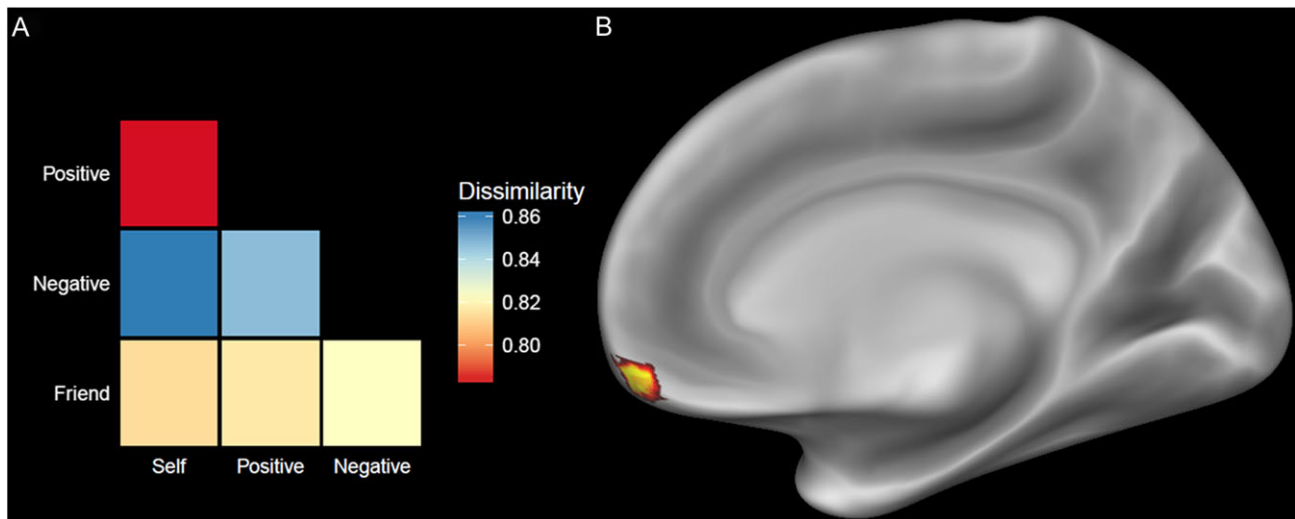 A
B
Positive
Negative
Friend
Self Positive Negative
Dissimilarity
0.86
0.84
0.82
0.80